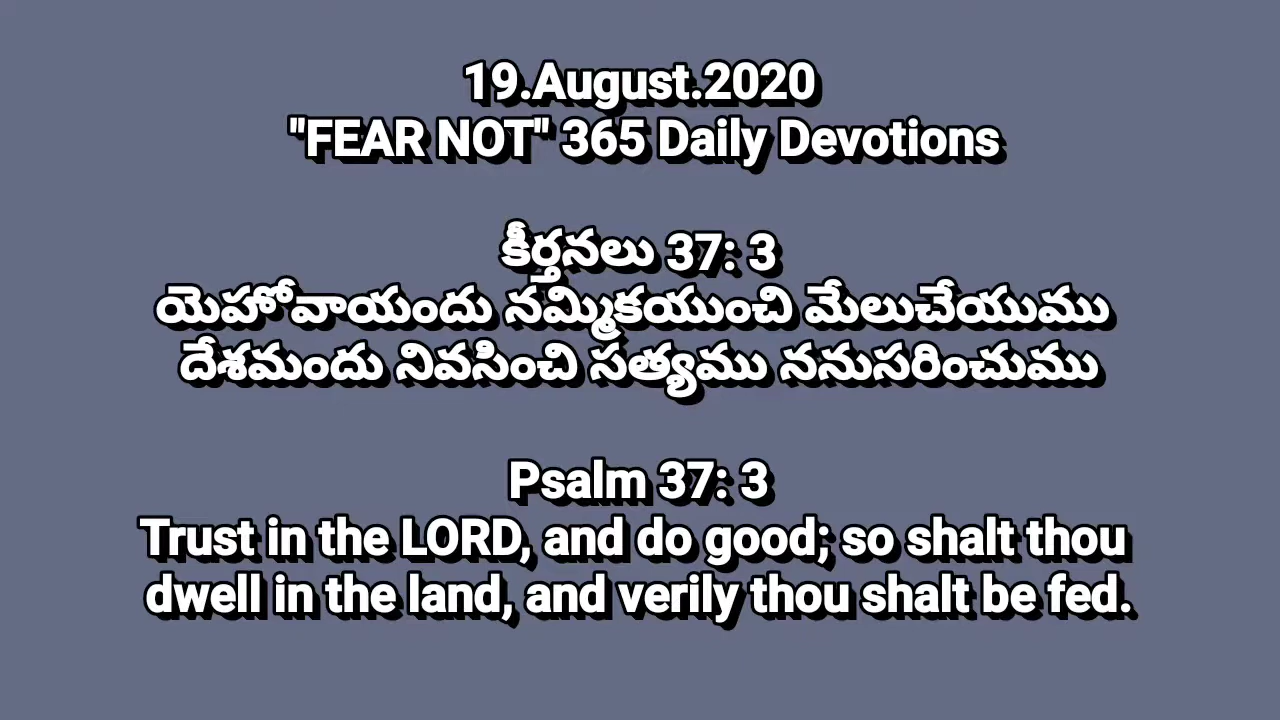 19.August.2020
"FEAR NOT" 365 Daily Devotions
కీర్తనలు 37: 3
యెహోవాయందు నమ్మికయుంచి మేలుచేయుము
దేశమందు నివసించి సత్యము ననుసరించుము
Psalm 37: 3
Trust in the LORD, and do good; so shalt thou
dwell in the land, and verily thou shalt be fed.